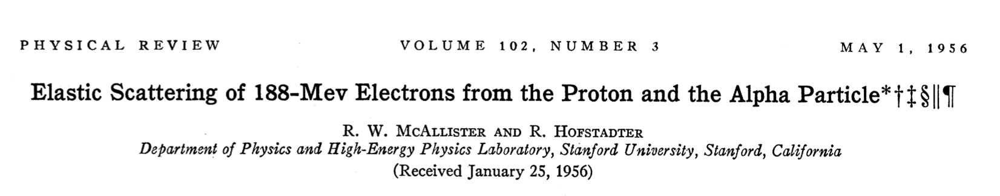 PHYSICAL REVIEW VOLUME 102, NUMBER 3 MAY 1, 1956
Elastic Scattering of 188-Mev Electrons from the Proton and the Alpha Particle*†‡§||¶
R. W. McAllister and R. Hofstadter
Department of Physics and High-Energy Physics Laboratory, Stanford University, Stanford, California
(Received January 25, 1956)